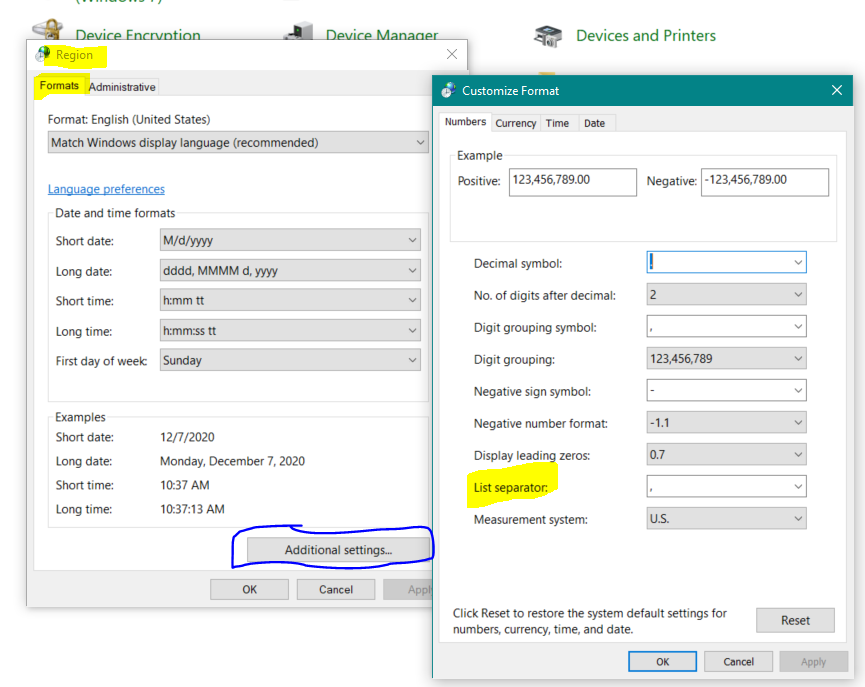 (Windows 7)
Device Encryption
Device Manager
Devices and Printers
Region
Formats
Administrative
Format: English (United States)
Match Windows display language (recommended)
Language preferences
Date and time formats
Short date: M/d/yyyy
Long date: dddd, MMMM d, yyyy
Short time: h:mm tt
Long time: h:mm:ss tt
First day of week: Sunday
Examples
Short date: 12/7/2020
Long date: Monday, December 7, 2020
Short time: 10:37 AM
Long time: 10:37:13 AM
Additional settings...
OK Cancel Apply
Customize Format
Numbers Currency Time Date
Example
Positive: 123,456,789.00 Negative: -123,456,789.00
Decimal symbol: .
No. of digits after decimal: 2
Digit grouping symbol: ,
Digit grouping: 123,456,789
Negative sign symbol: -
Negative number format: -1.1
Display leading zeros: 0.7
List separator: ,
Measurement system: U.S.
Click Reset to restore the system default settings for
numbers, currency, time, and date.
Reset
OK Cancel Apply